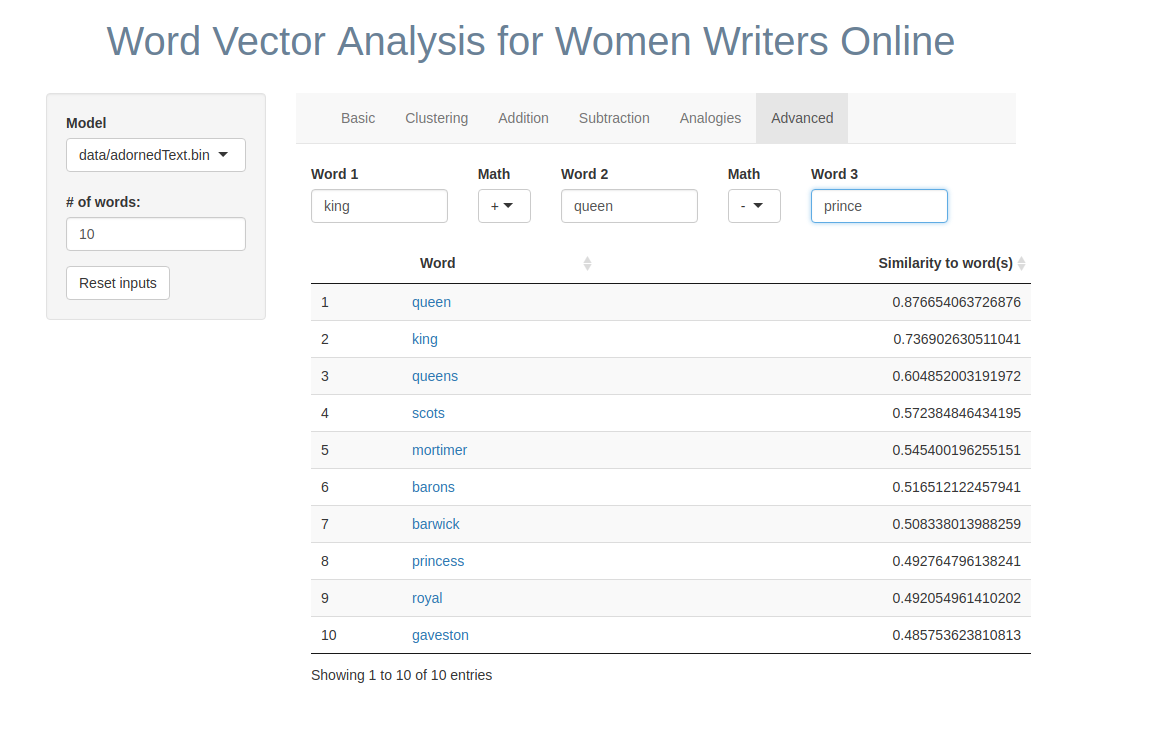 Word Vector Analysis for Women Writers Online
Model
data/adornedText.bin
# of words:
10
Reset inputs
Basic Clustering Addition Subtraction Analogies Advanced
Word 1 Math Word 2 Math Word 3
king + queen - prince
Word Similarity to word(s)
1 queen 0.876654063726876
2 king 0.736902630511041
3 queens 0.604852003191972
4 scots 0.572384846434195
5 mortimer 0.545400196255151
6 barons 0.516512122457941
7 barwick 0.508338013988259
8 princess 0.492764796138241
9 royal 0.492054961410202
10 gaveston 0.485753623810813
Showing 1 to 10 of 10 entries